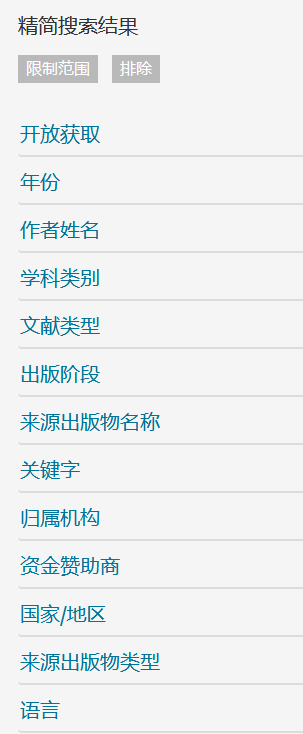 精简搜索结果
限制范围 排除
开放获取
年份
作者姓名
学科类别
文献类型
出版阶段
来源出版物名称
关键字
归属机构
资金赞助商
国家/地区
来源出版物类型
语言